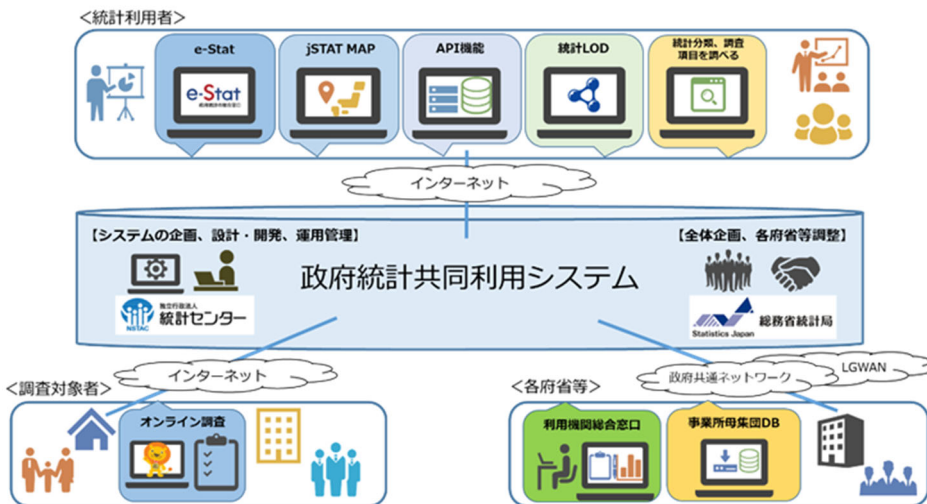 <統計利用者>
e-Stat
jSTAT MAP
API機能
統計LOD
統計分類、調査
項目を調べる
e-Stat
インターネット
【システムの企画、設計・開発、運用管理】
【全体企画、各府省等調整】
政府統計共同利用システム
独立行政法人
統計センター
NSTAC
Statistics Japan
総務省統計局
<調査対象者>
インターネット
<各府省等>
政府共通ネットワーク
LGWAN
オンライン調査
利用機関総合窓口
事業所母集団DB